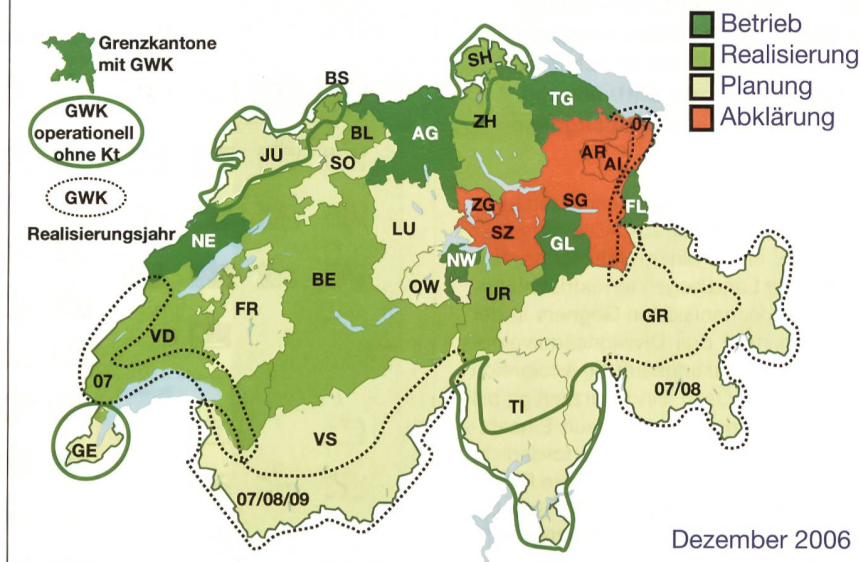 Grenzkantone
mit GWK
GWK
operationell
ohne Kt
GWK
Realisierungsjahr
Betrieb
Realisierung
Planung
Abklärung
SH
BS
TG
ZH
BL
AG
07
JU
SO
AR
AI
ZG
SG
FL
NE
LU
SZ
GL
NW
BE
OW
UR
FR
GR
VD
07
07/08
TI
GE
VS
07/08/09
Dezember 2006